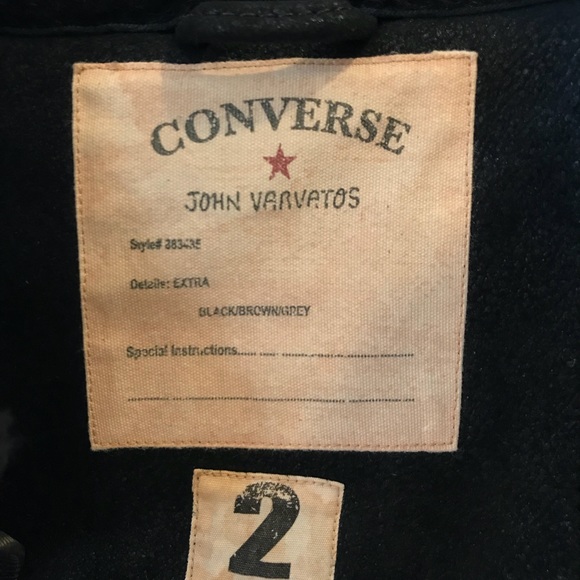 CONVERSE
JOHN VARVATOS
Style# 383435
Details: EXTRA
BLACK/BROWN/GREY
Special Instructions
2